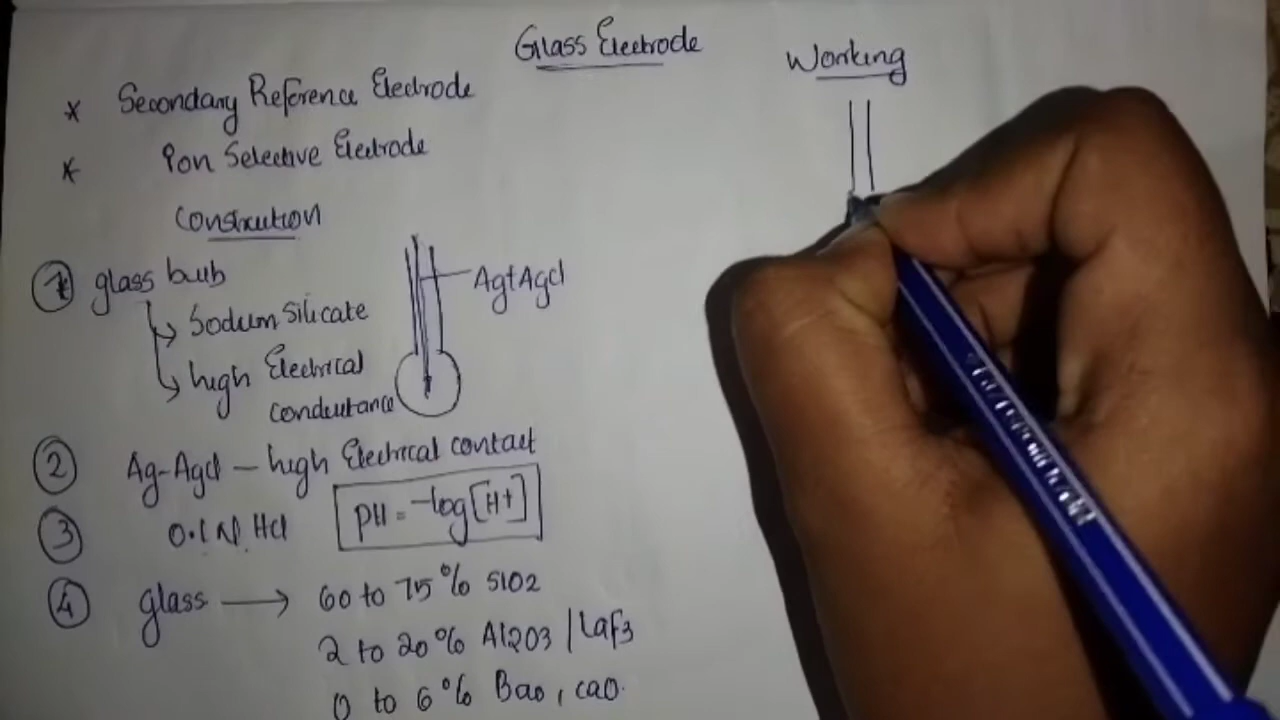 Glass Electrode
* Secondary Reference Electrode
* Ion Selective Electrode
Construction
1 glass bulb
→ Sodium Silicate
→ high Electrical
conductance
Ag+Agcl
2 Ag-Agcl - high Electrical contact
3 0.1 N HCl
pH = -log[H+]
4 glass → 60 to 75% SiO2
2 to 20% Al2O3 / Laf3
0 to 6% Bao, cao.
Working